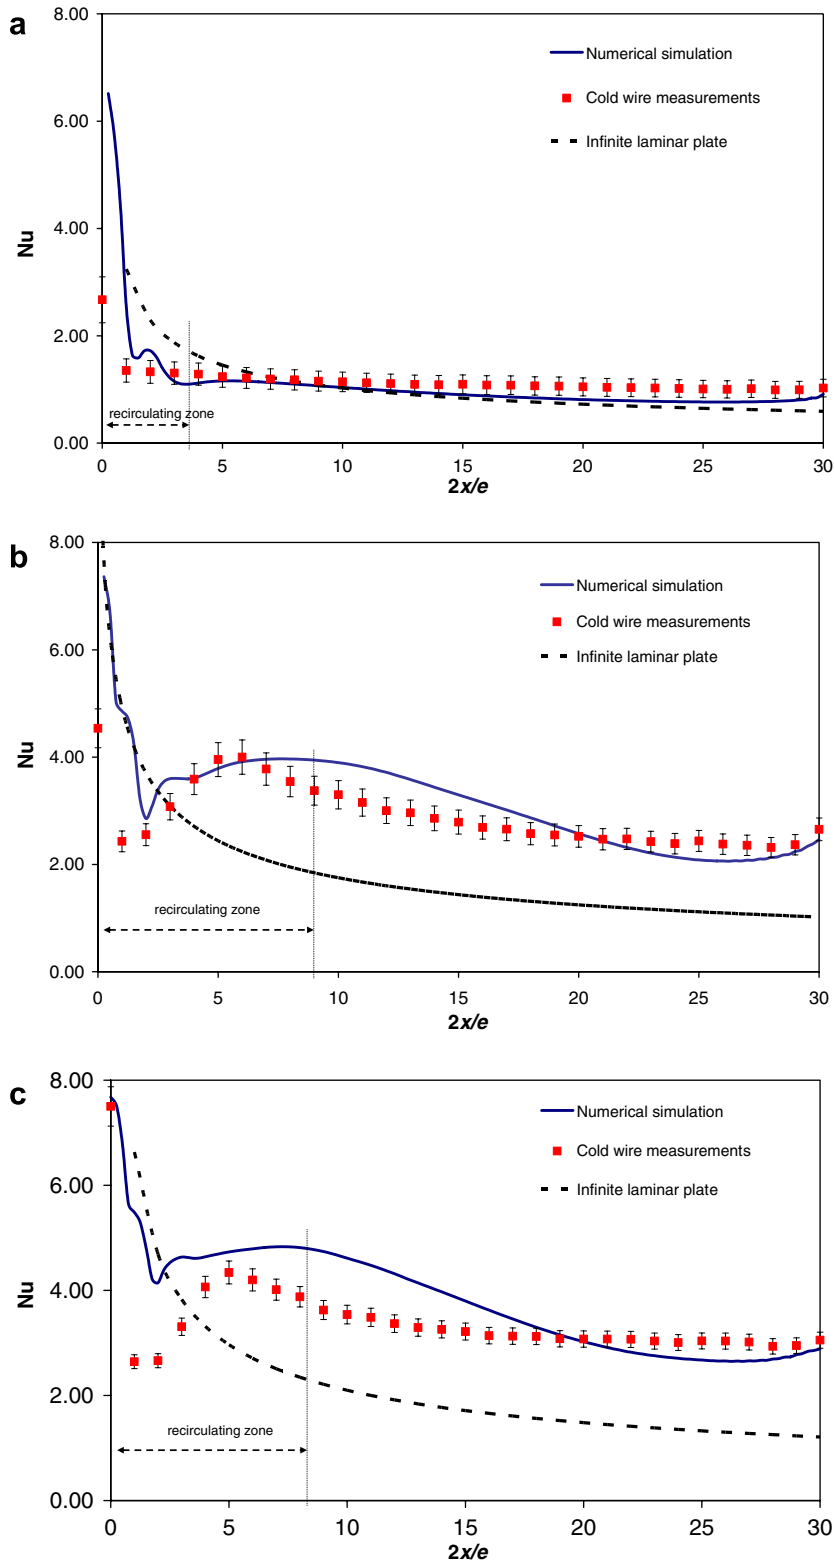 a
8.00
Numerical simulation
6.00
Cold wire measurements
Infinite laminar plate
Nu
4.00
2.00
recirculating zone
0.00
0 5 10 15 20 25 30
2x/e
b
8.00
Numerical simulation
Cold wire measurements
6.00
Infinite laminar plate
Nu
4.00
2.00
recirculating zone
0.00
0 5 10 15 20 25 30
2x/e
c
8.00
Numerical simulation
Cold wire measurements
6.00
Infinite laminar plate
Nu
4.00
2.00
recirculating zone
0.00
0 5 10 15 20 25 30
2x/e